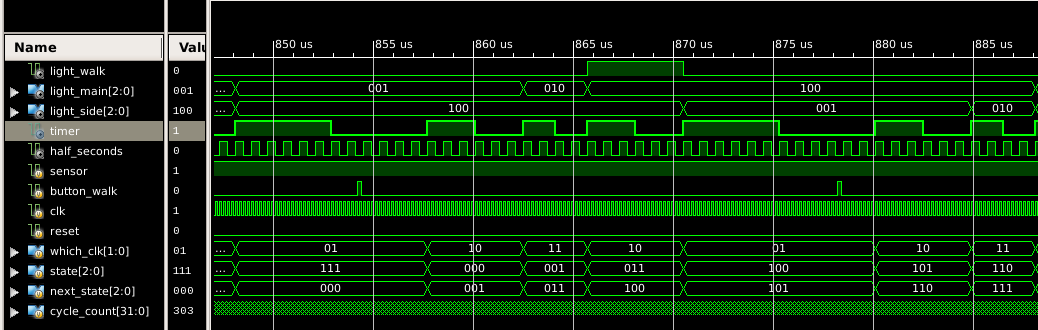 Name Valu
850 us 855 us 860 us 865 us 870 us 875 us 880 us 885 us
light_walk 0
light_main[2:0] 001 ... 001 010 100
light_side[2:0] 100 ... 100 001 010
timer 1
half_seconds 0
sensor 1
button_walk 0
clk 1
reset 0
which_clk[1:0] 01 ... 01 10 11 10 01 10 11
state[2:0] 111 ... 111 000 001 011 100 101 110
next_state[2:0] 000 ... 000 001 011 100 101 110 111
cycle_count[31:0] 303